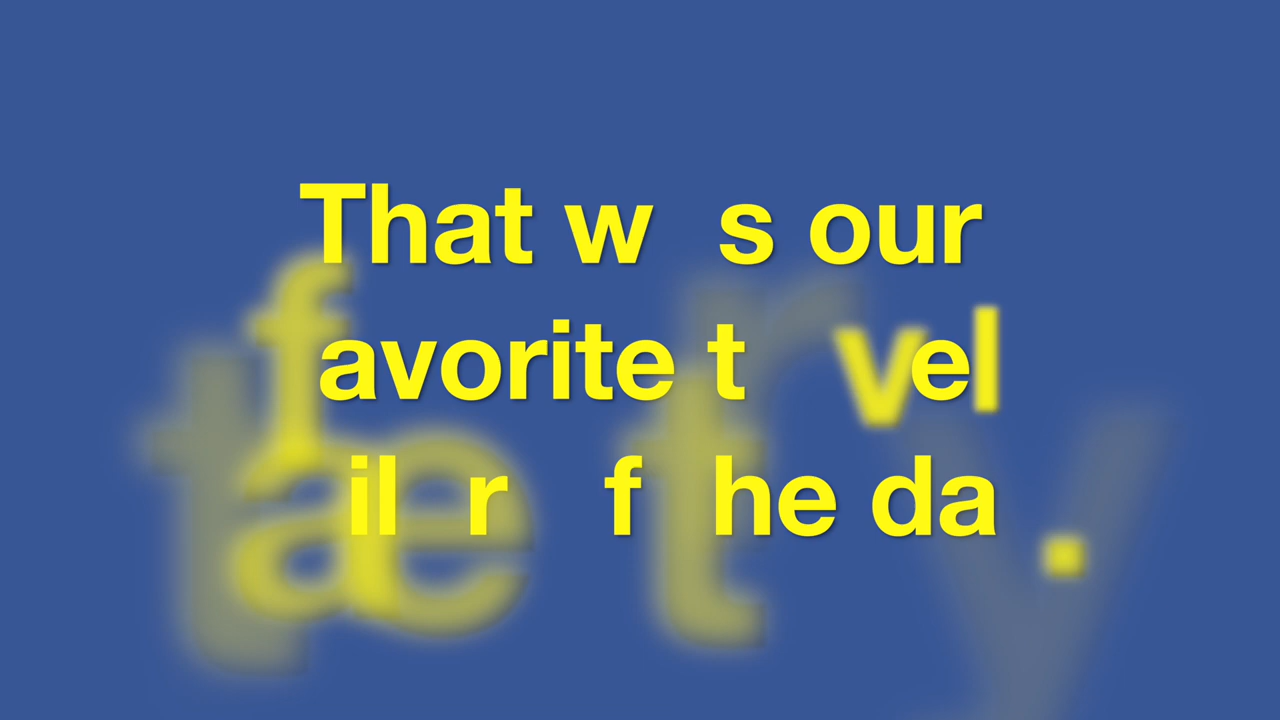 That w s our
avorite t vel
il r f he da .